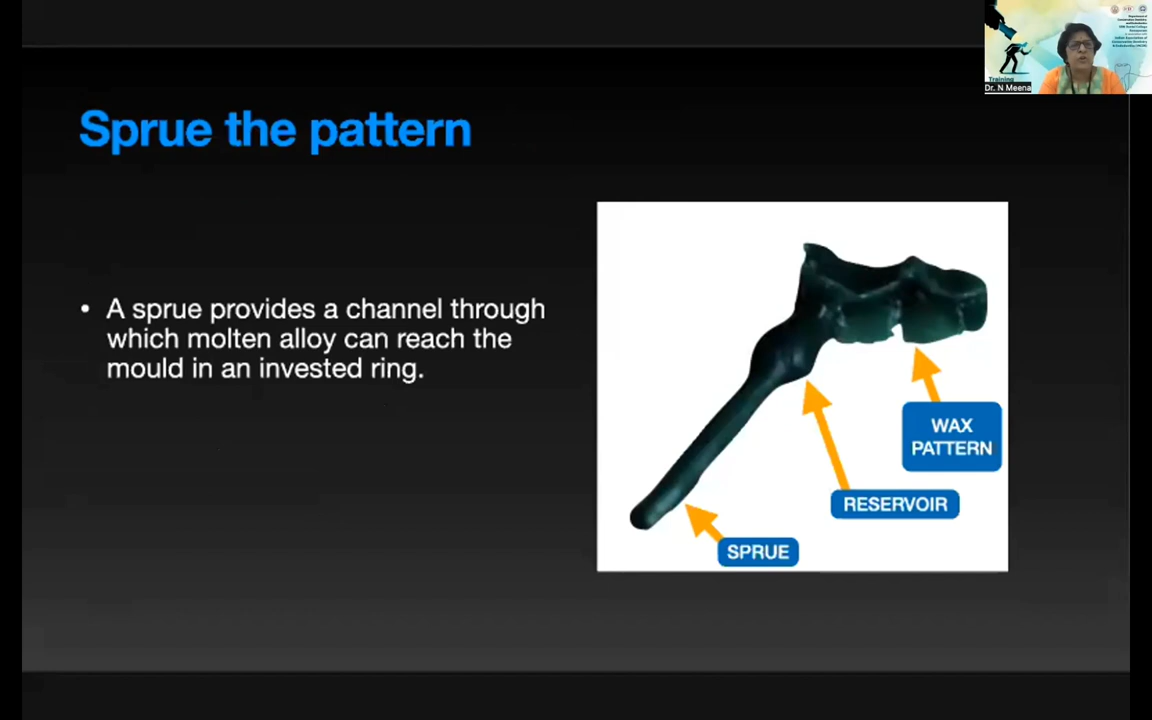 Sprue the pattern
• A sprue provides a channel through
which molten alloy can reach the
mould in an invested ring.
WAX
PATTERN
RESERVOIR
SPRUE
Training
Dr. N Meena